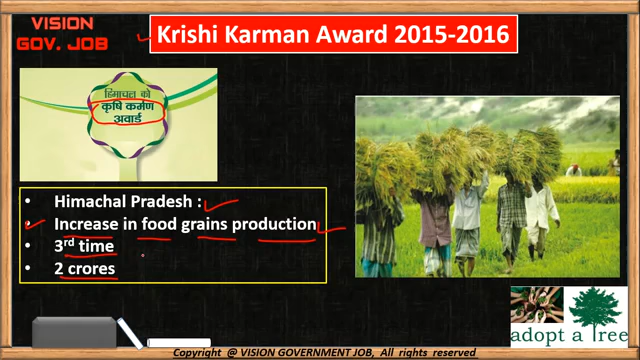 VISION
GOV. JOB
Krishi Karman Award 2015-2016
हिमाचल को
कृषि कर्मण
अवार्ड
• Himachal Pradesh :
• Increase in food grains production
• 3rd time
• 2 crores
adopt a Tree
Copyright @ VISION GOVERNMENT JOB, All rights reserved